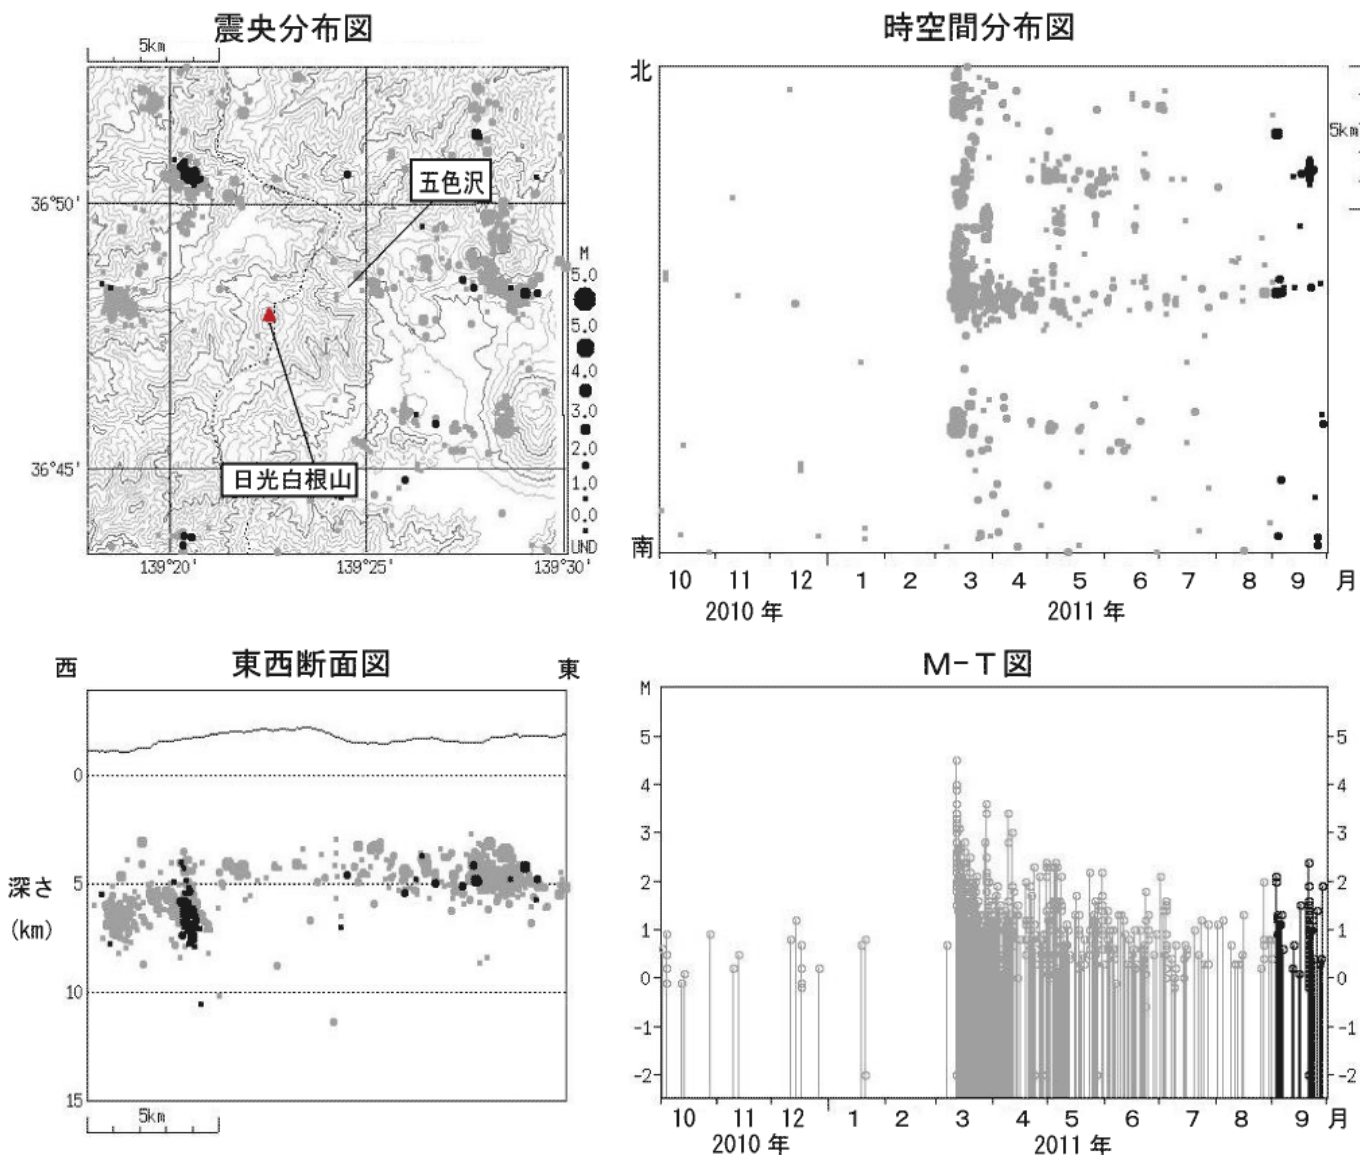 震央分布図
5km
36°50'
36°45'
五色沢
日光白根山
139°20'
139°25'
139°30'
M
5.0
5.0
4.0
3.0
2.0
1.0
0.0
UND
時空間分布図
北
南
5km
10 11 12 1 2 3 4 5 6 7 8 9 月
2010 年 2011 年
東西断面図
西 東
0
5
10
15
深さ
(km)
5km
M-T図
M
5
4
3
2
1
0
-1
-2
5
4
3
2
1
0
-1
-2
10 11 12 1 2 3 4 5 6 7 8 9 月
2010 年 2011 年